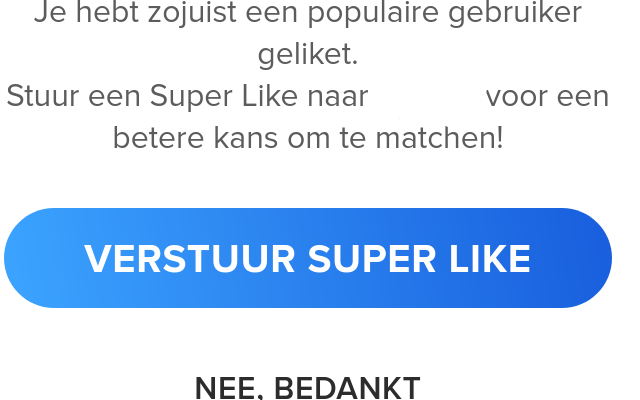 Je hebt zojuist een populaire gebruiker
geliket.
Stuur een Super Like naar voor een
betere kans om te matchen!
VERSTUUR SUPER LIKE
NEE, BEDANKT